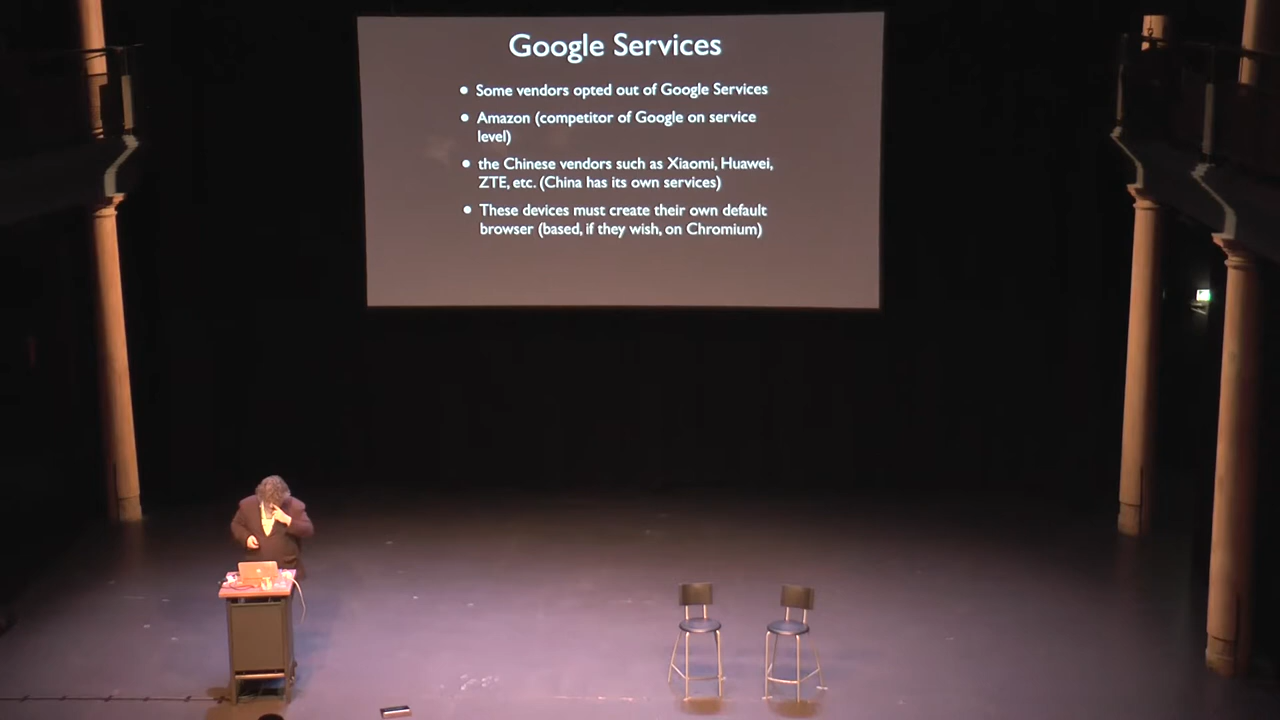 Google Services
• Some vendors opted out of Google Services
• Amazon (competitor of Google on service
level)
• the Chinese vendors such as Xiaomi, Huawei,
ZTE, etc. (China has its own services)
• These devices must create their own default
browser (based, if they wish, on Chromium)